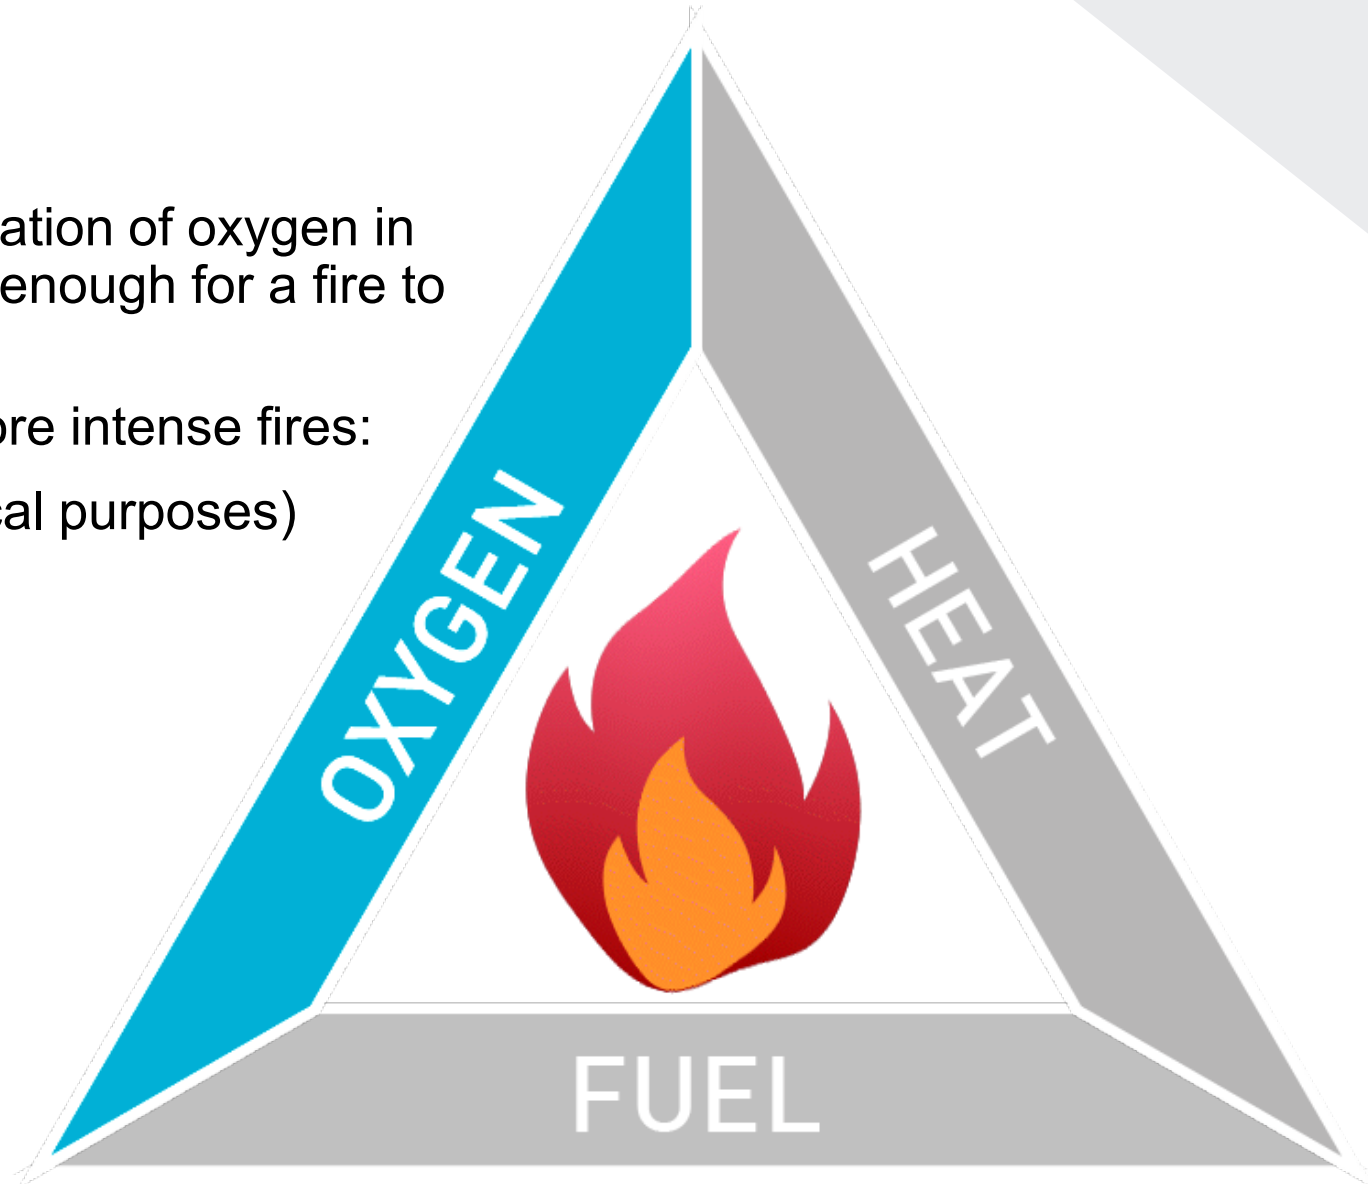 ation of oxygen in
enough for a fire to
ore intense fires:
cal purposes)
OXYGEN
HEAT
FUEL